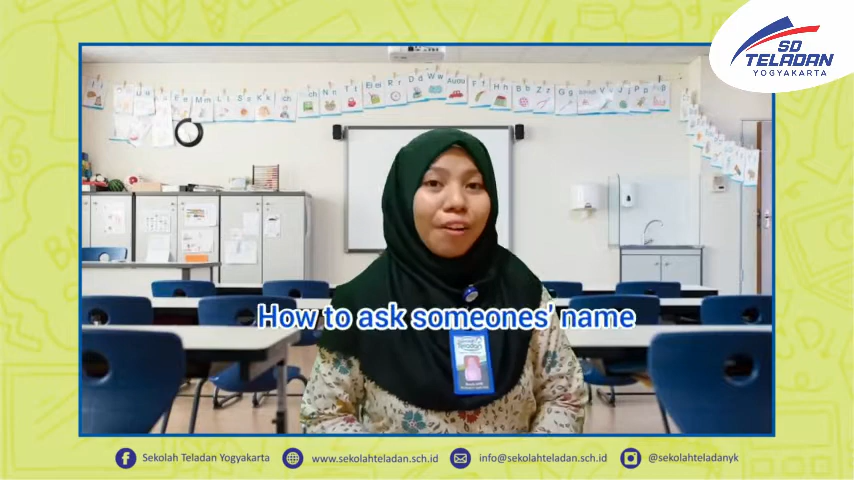 SD
TELADAN
YOGYAKARTA
How to ask someones' name
Teladan
Sekolah Teladan Yogyakarta
www.sekolahteladan.sch.id
info@sekolahteladan.sch.id
@sekolahteladanyk